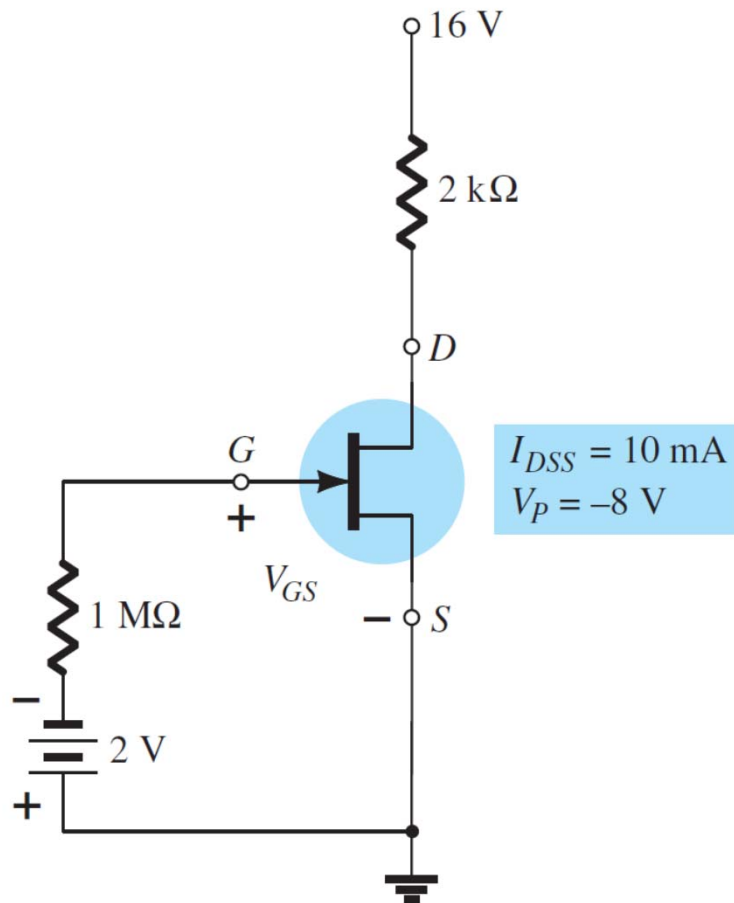 16 V
2 kΩ
D
G
+
I_DSS = 10 mA
V_P = –8 V
V_GS
– S
1 MΩ
–
2 V
+